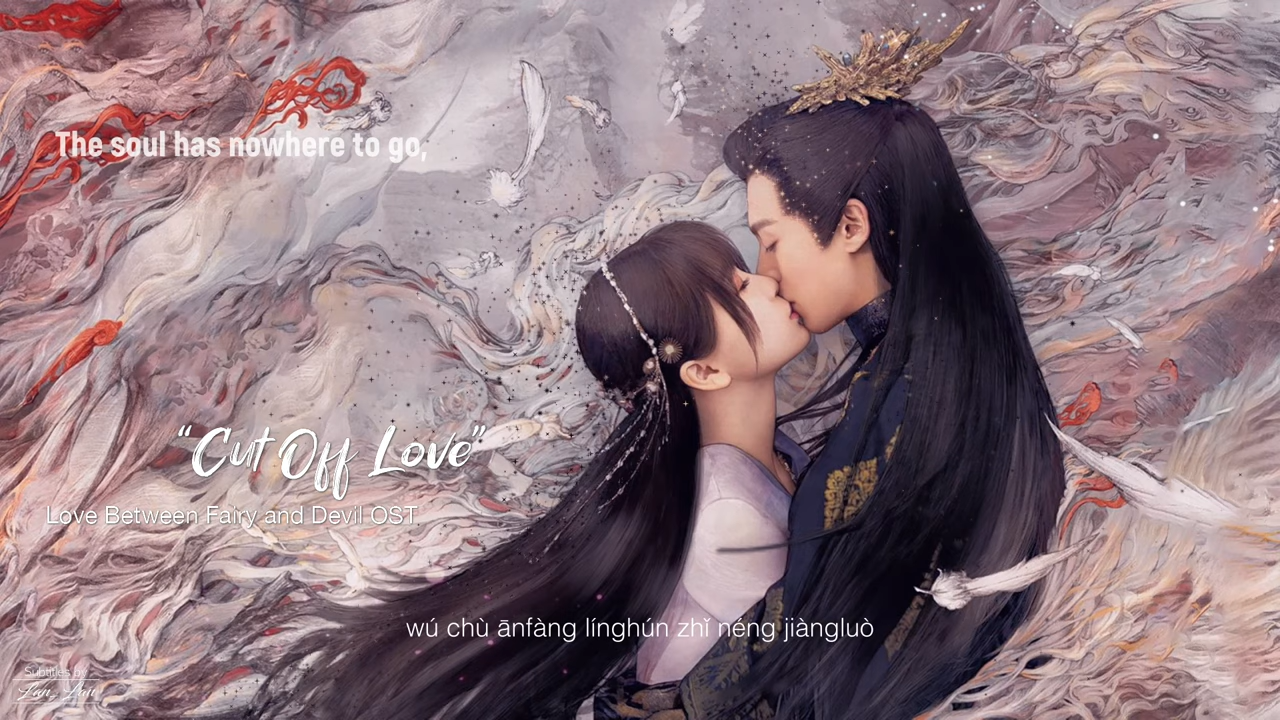 The soul has nowhere to go,
“Cut Off Love”
Love Between Fairy and Devil OST
wú chù ānfàng línghún zhǐ néng jiàngluò
Subtitles by